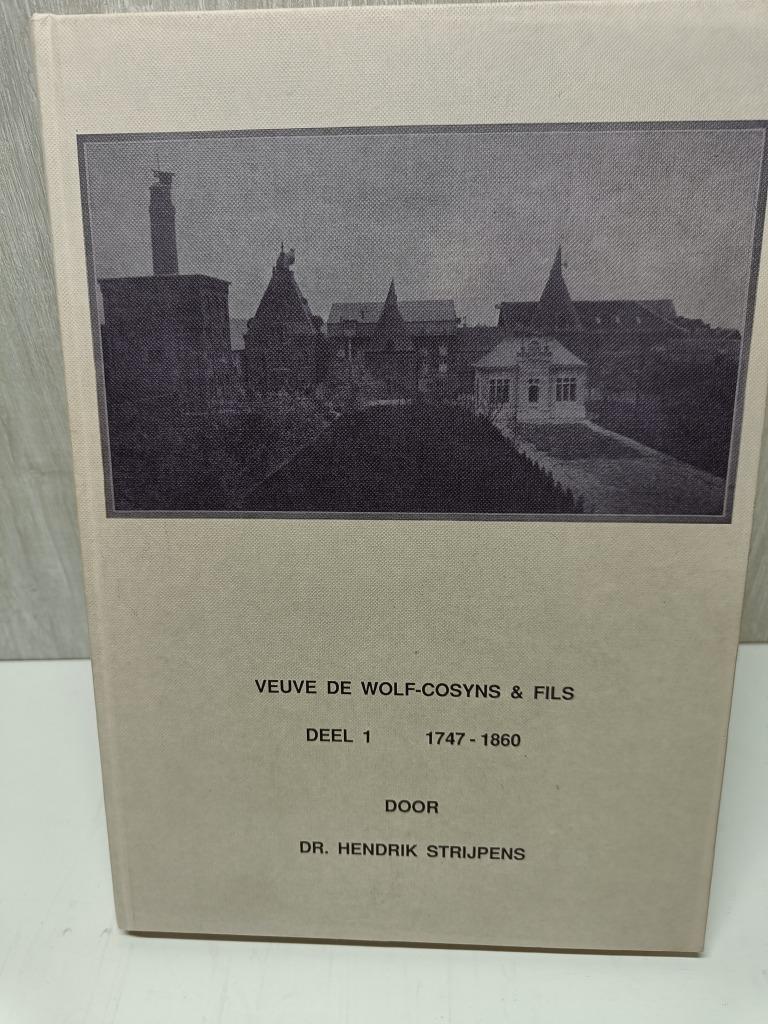 VEUVE DE WOLF-COSYNS & FILS
DEEL 1 1747 - 1860
DOOR
DR. HENDRIK STRIJPENS